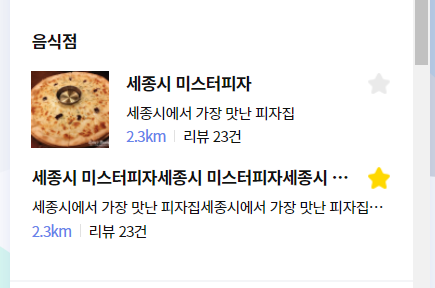 음식점
세종시 미스터피자
세종시에서 가장 맛난 피자집
2.3km 리뷰 23건
세종시 미스터피자세종시 미스터피자세종시 ···
세종시에서 가장 맛난 피자집세종시에서 가장 맛난 피자집···
2.3km 리뷰 23건